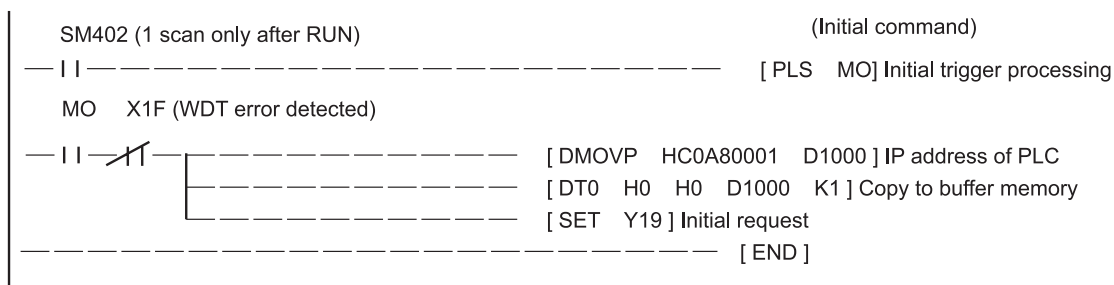 SM402 (1 scan only after RUN)
(Initial command)
[ PLS MO] Initial trigger processing
MO X1F (WDT error detected)
[ DMOVP HC0A80001 D1000 ] IP address of PLC
[ DT0 H0 H0 D1000 K1 ] Copy to buffer memory
[ SET Y19 ] Initial request
[ END ]